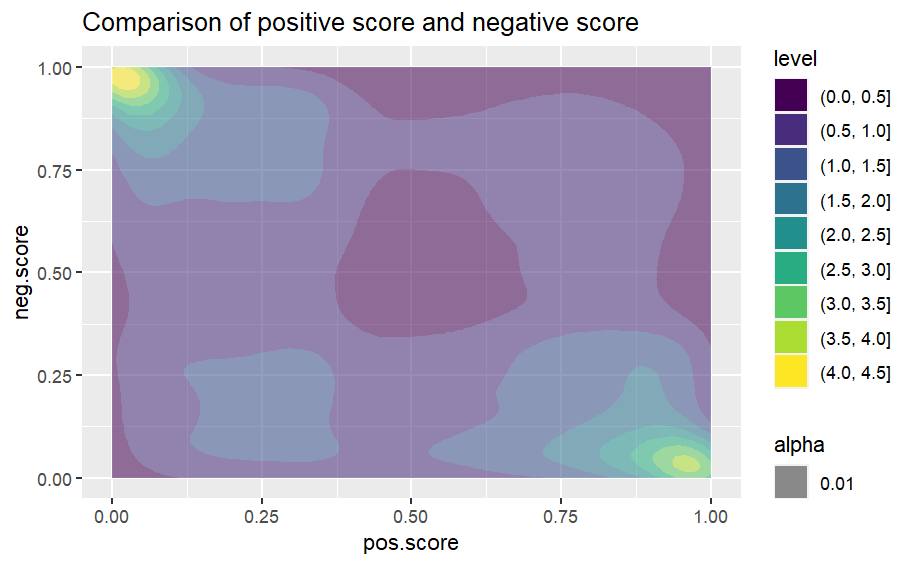 Comparison of positive score and negative score
level
(0.0, 0.5]
(0.5, 1.0]
(1.0, 1.5]
(1.5, 2.0]
(2.0, 2.5]
(2.5, 3.0]
(3.0, 3.5]
(3.5, 4.0]
(4.0, 4.5]
alpha
0.01
neg.score
1.00
0.75
0.50
0.25
0.00
0.00 0.25 0.50 0.75 1.00
pos.score